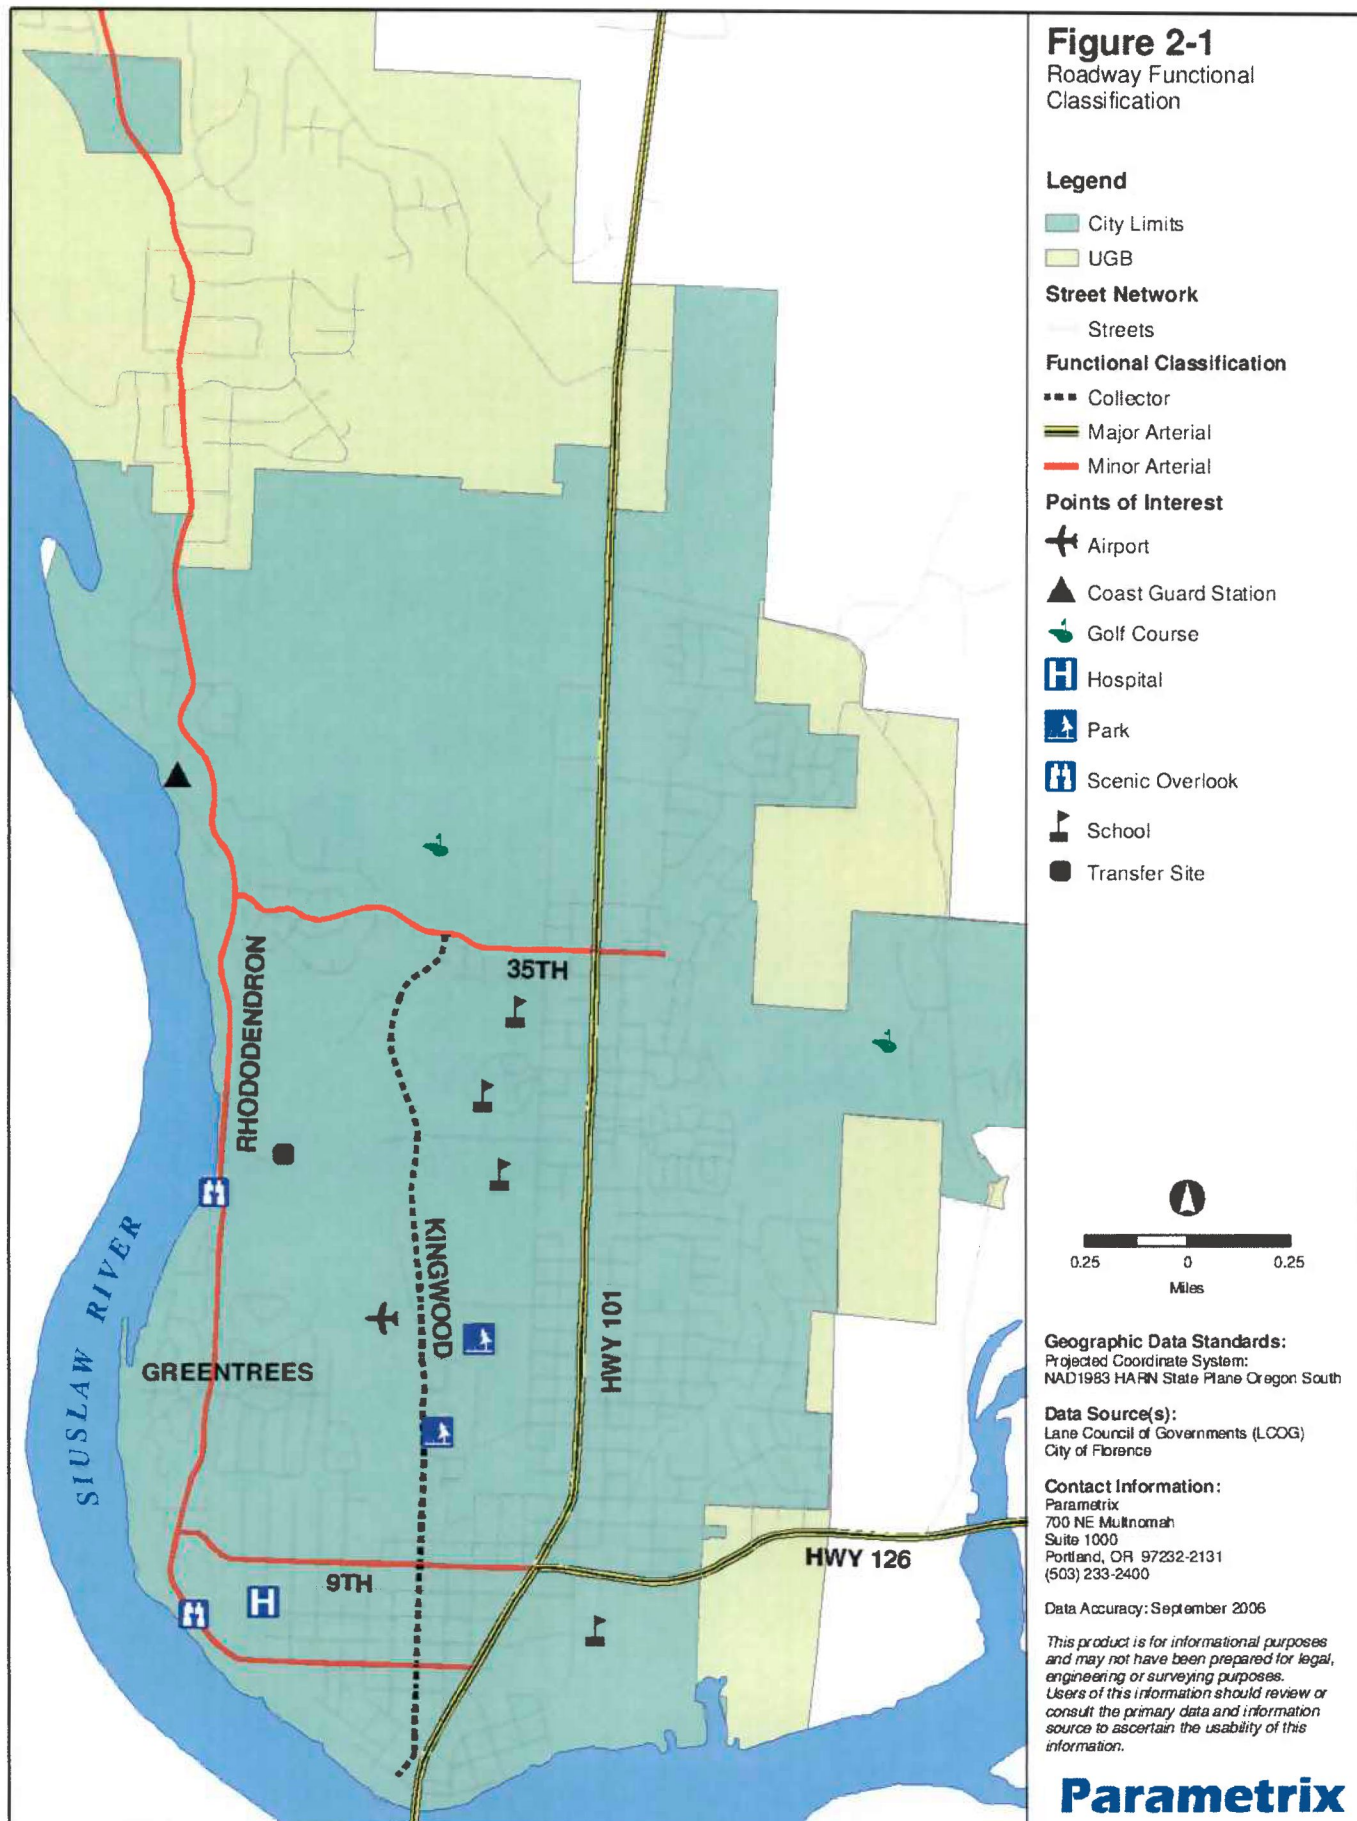 Figure 2-1
Roadway Functional
Classification
Legend
City Limits
UGB
Street Network
Streets
Functional Classification
Collector
Major Arterial
Minor Arterial
Points of Interest
Airport
Coast Guard Station
Golf Course
H Hospital
Park
Scenic Overlook
School
Transfer Site
0.25 0 0.25
Miles
Geographic Data Standards:
Projected Coordinate System:
NAD1983 HARN State Plane Oregon South
Data Source(s):
Lane Council of Governments (LCOG)
City of Florence
Contact Information:
Parametrix
700 NE Multnomah
Suite 1000
Portland, OR 97232-2131
(503) 233-2400
Data Accuracy: September 2006
This product is for informational purposes
and may not have been prepared for legal,
engineering or surveying purposes.
Users of this information should review or
consult the primary data and information
source to ascertain the usability of this
information.
Parametrix
35TH
RHODODENDRON
KINGWOOD
HWY 101
SIUSLAW RIVER
GREENTREES
HWY 126
9TH
H